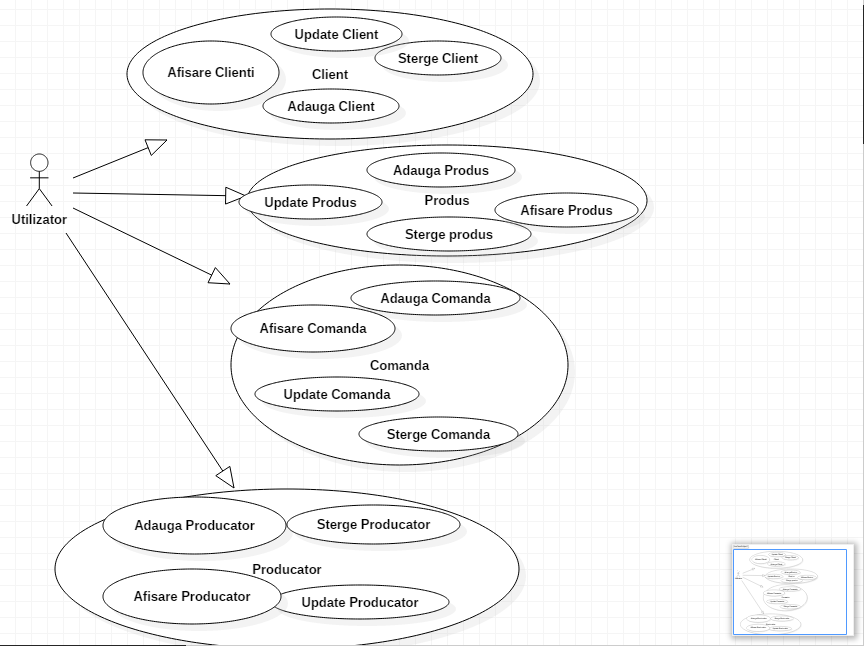 Update Client
Sterge Client
Afisare Clienti
Client
Adauga Client
Utilizator
Adauga Produs
Update Produs
Produs
Afisare Produs
Sterge produs
Adauga Comanda
Afisare Comanda
Comanda
Update Comanda
Sterge Comanda
Adauga Producator
Sterge Producator
Producator
Afisare Producator
Update Producator